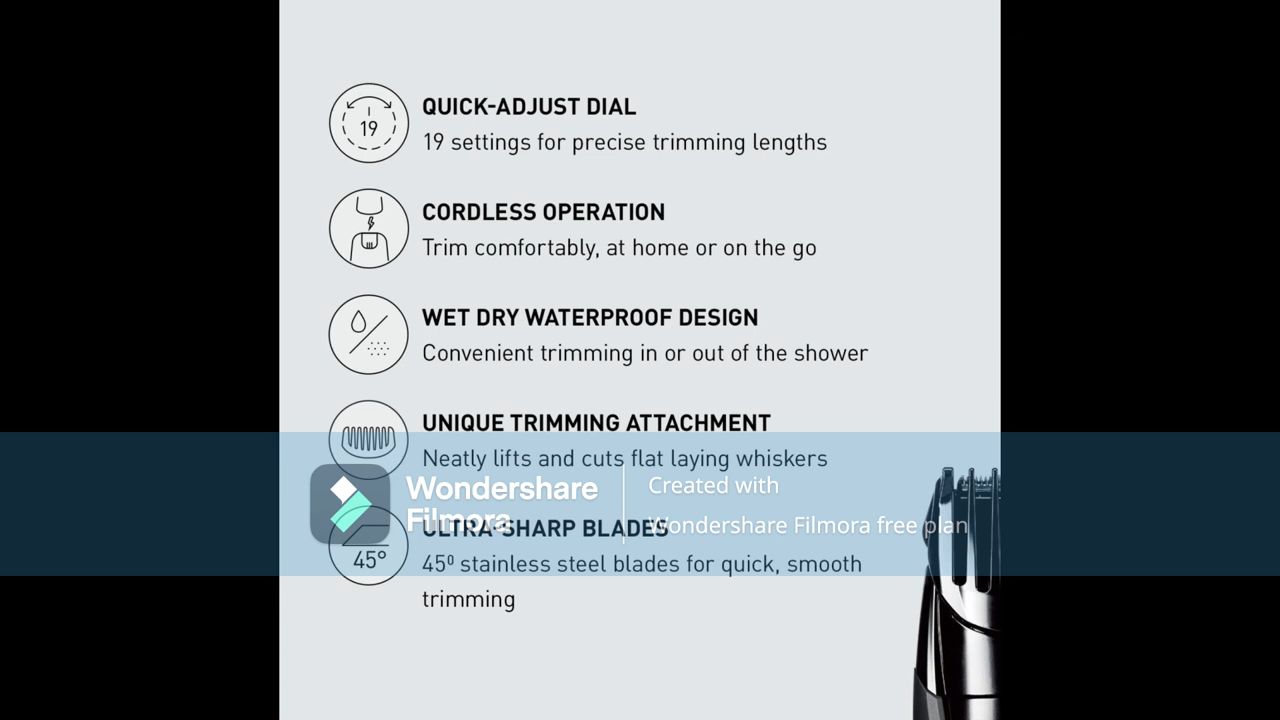 19
QUICK-ADJUST DIAL
19 settings for precise trimming lengths
CORDLESS OPERATION
Trim comfortably, at home or on the go
WET DRY WATERPROOF DESIGN
Convenient trimming in or out of the shower
UNIQUE TRIMMING ATTACHMENT
Neatly lifts and cuts flat laying whiskers
Wondershare
Filmora
Created with
Wondershare Filmora free plan
ULTRA-SHARP BLADES
45°
45⁰ stainless steel blades for quick, smooth
trimming